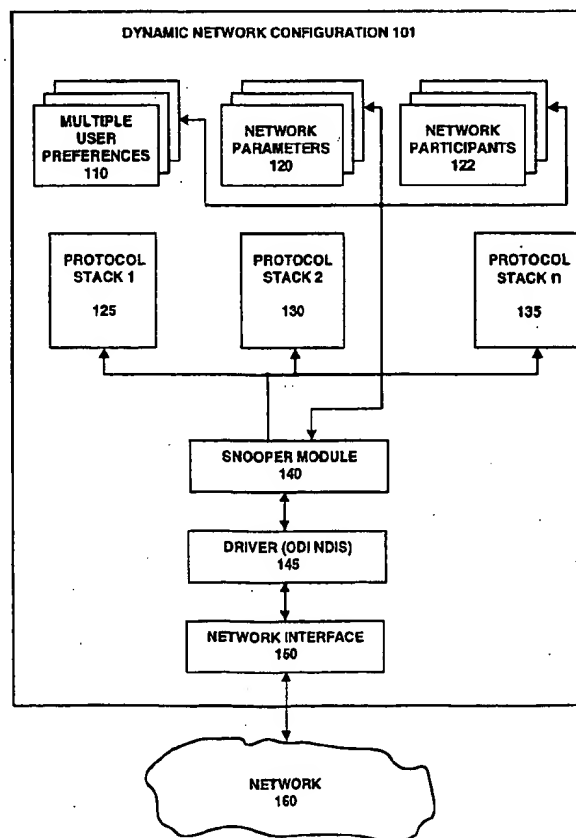 DYNAMIC NETWORK CONFIGURATION 101
MULTIPLE
USER
PREFERENCES
110
NETWORK
PARAMETERS
120
NETWORK
PARTICIPANTS
122
PROTOCOL
STACK 1
125
PROTOCOL
STACK 2
130
PROTOCOL
STACK n
135
SNOOPER MODULE
140
DRIVER (ODI NDIS)
145
NETWORK INTERFACE
150
NETWORK
160